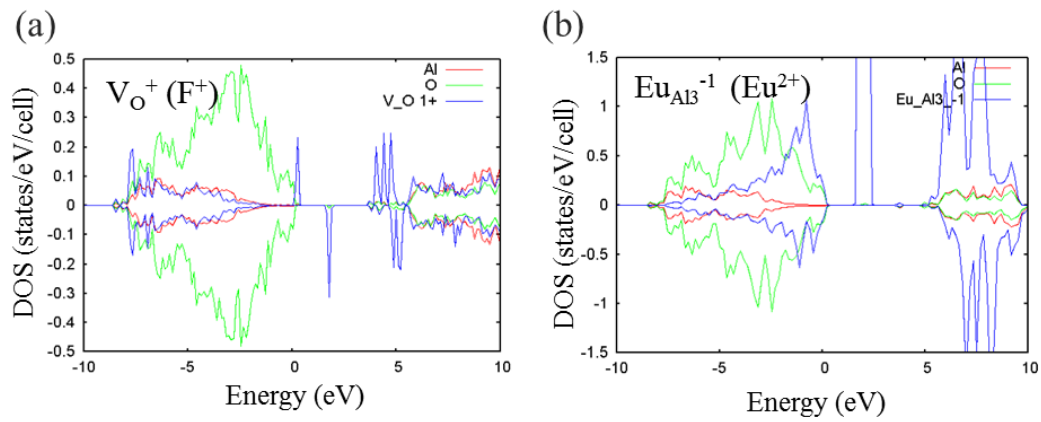 (a)
DOS (states/eV/cell)
0.5
0.4
0.3
0.2
0.1
0
-0.1
-0.2
-0.3
-0.4
-0.5
V_O⁺ (F⁺)
Al
O
V_O 1+
-10
-5
0
5
10
Energy (eV)
(b)
DOS (states/eV/cell)
1.5
1
0.5
0
-0.5
-1
-1.5
Eu_Al3⁻¹ (Eu²⁺)
Al
O
Eu_Al3_-1
-10
-5
0
5
10
Energy (eV)